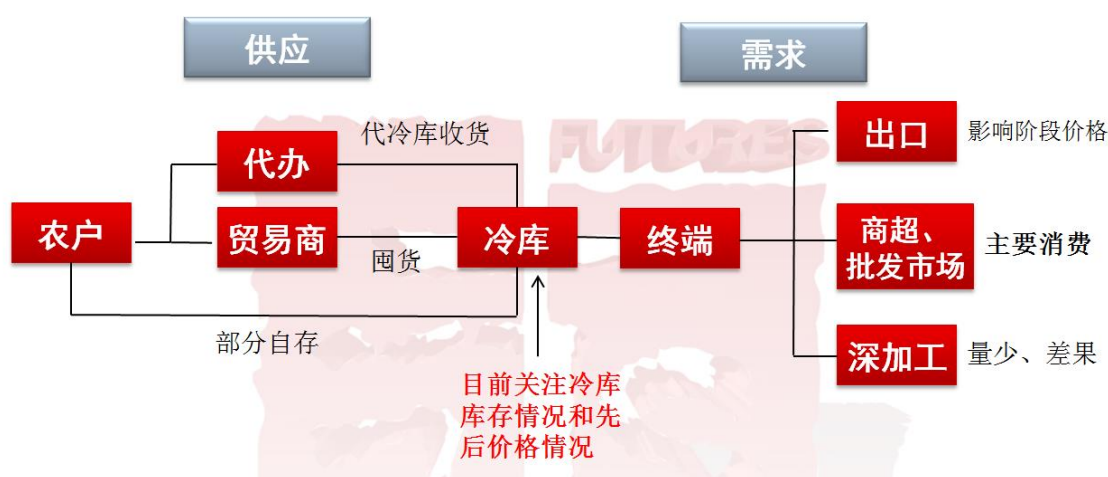 供应
需求
代冷库收货
代办
农户
贸易商
囤货
部分自存
冷库
终端
目前关注冷库
库存情况和先
后价格情况
出口
影响阶段价格
商超、
批发市场
主要消费
深加工
量少、差果
FUTURES